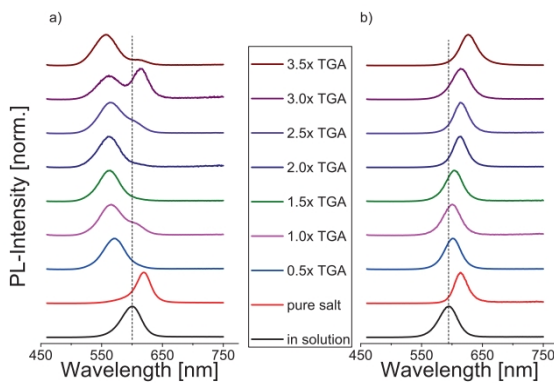 a)
b)
PL-Intensity [norm.]
3.5x TGA
3.0x TGA
2.5x TGA
2.0x TGA
1.5x TGA
1.0x TGA
0.5x TGA
pure salt
in solution
450 550 650 750
450 550 650 750
Wavelength [nm]
Wavelength [nm]